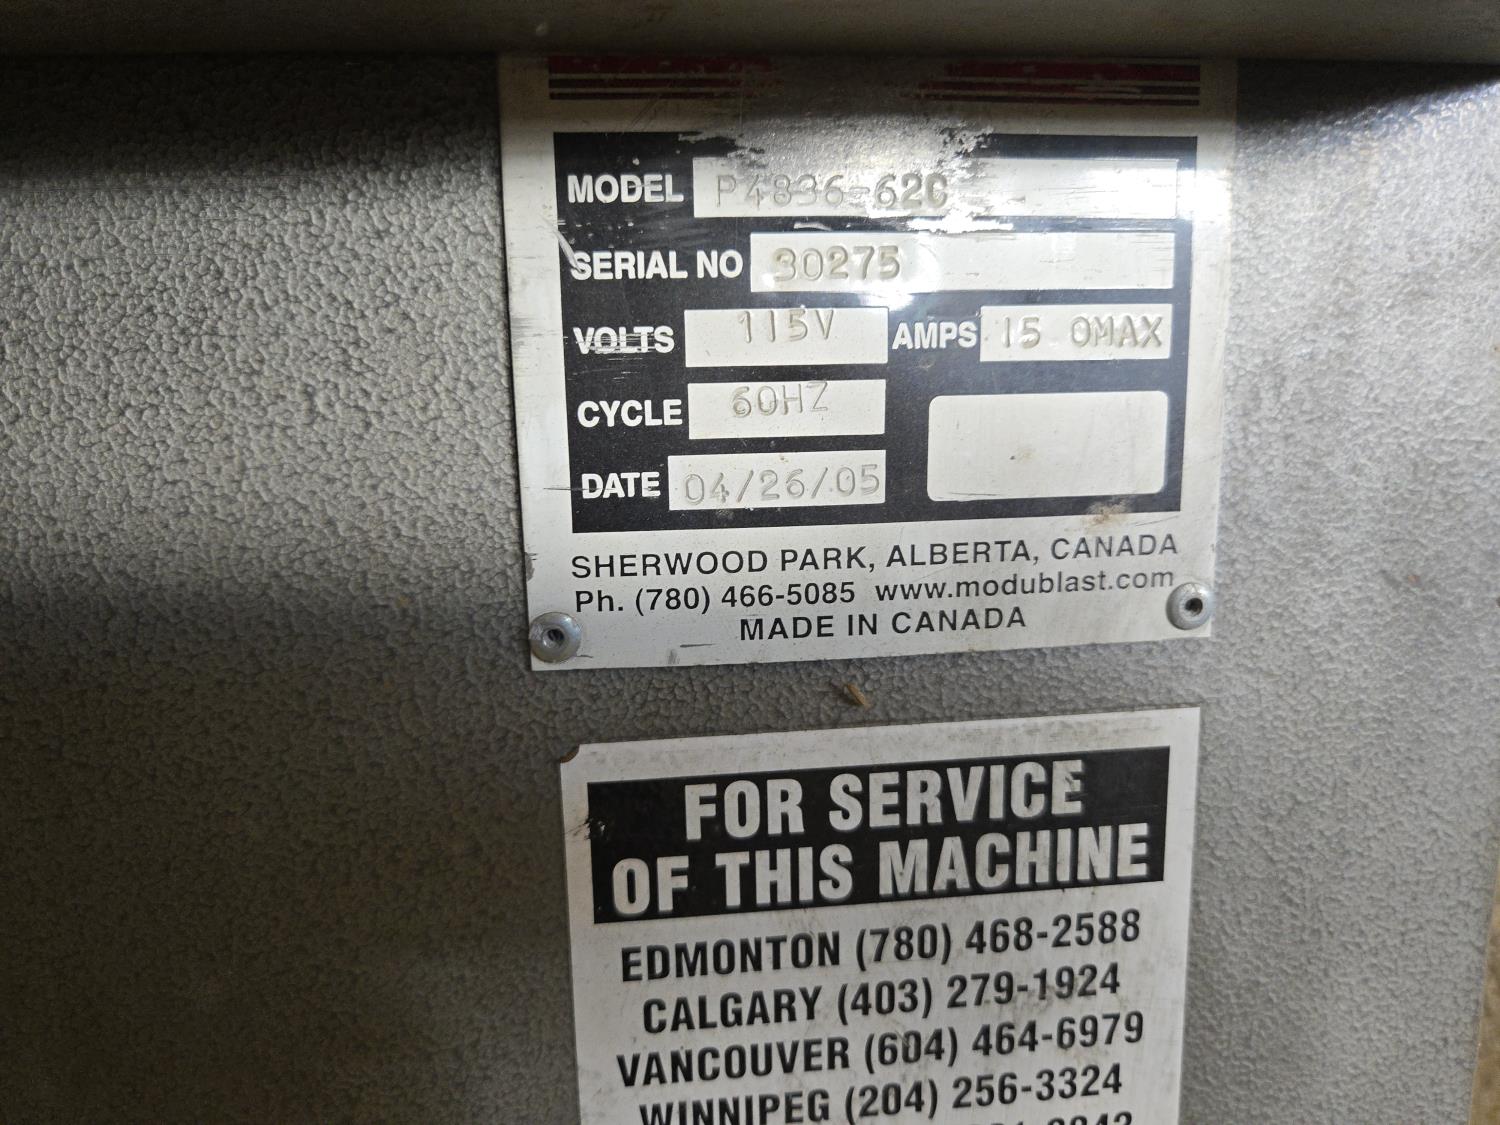 MODEL P4836-62C
SERIAL NO 30275
VOLTS 115V AMPS 15.0MAX
CYCLE 60HZ
DATE 04/26/05
SHERWOOD PARK, ALBERTA, CANADA
Ph. (780) 466-5085 www.modublast.com
MADE IN CANADA
FOR SERVICE
OF THIS MACHINE
EDMONTON (780) 468-2588
CALGARY (403) 279-1924
VANCOUVER (604) 464-6979
WINNIPEG (204) 256-3324